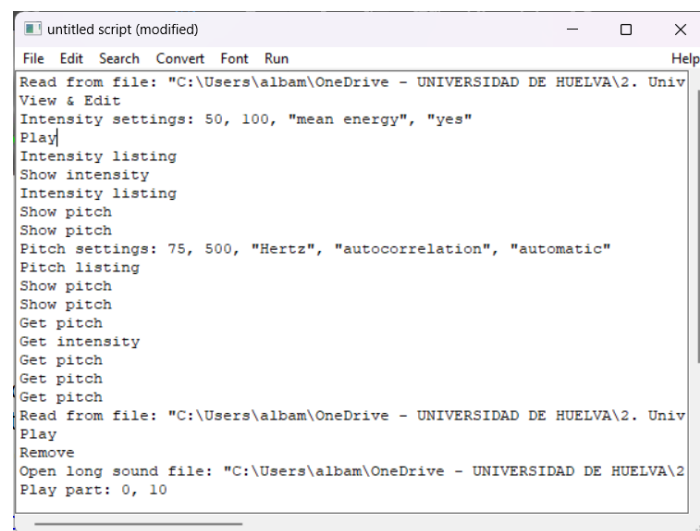 untitled script (modified)
File Edit Search Convert Font Run Help
Read from file: "C:\Users\albam\OneDrive - UNIVERSIDAD DE HUELVA\2. Univ
View & Edit
Intensity settings: 50, 100, "mean energy", "yes"
Play
Intensity listing
Show intensity
Intensity listing
Show pitch
Show pitch
Pitch settings: 75, 500, "Hertz", "autocorrelation", "automatic"
Pitch listing
Show pitch
Show pitch
Get pitch
Get intensity
Get pitch
Get pitch
Get pitch
Read from file: "C:\Users\albam\OneDrive - UNIVERSIDAD DE HUELVA\2. Univ
Play
Remove
Open long sound file: "C:\Users\albam\OneDrive - UNIVERSIDAD DE HUELVA\2
Play part: 0, 10